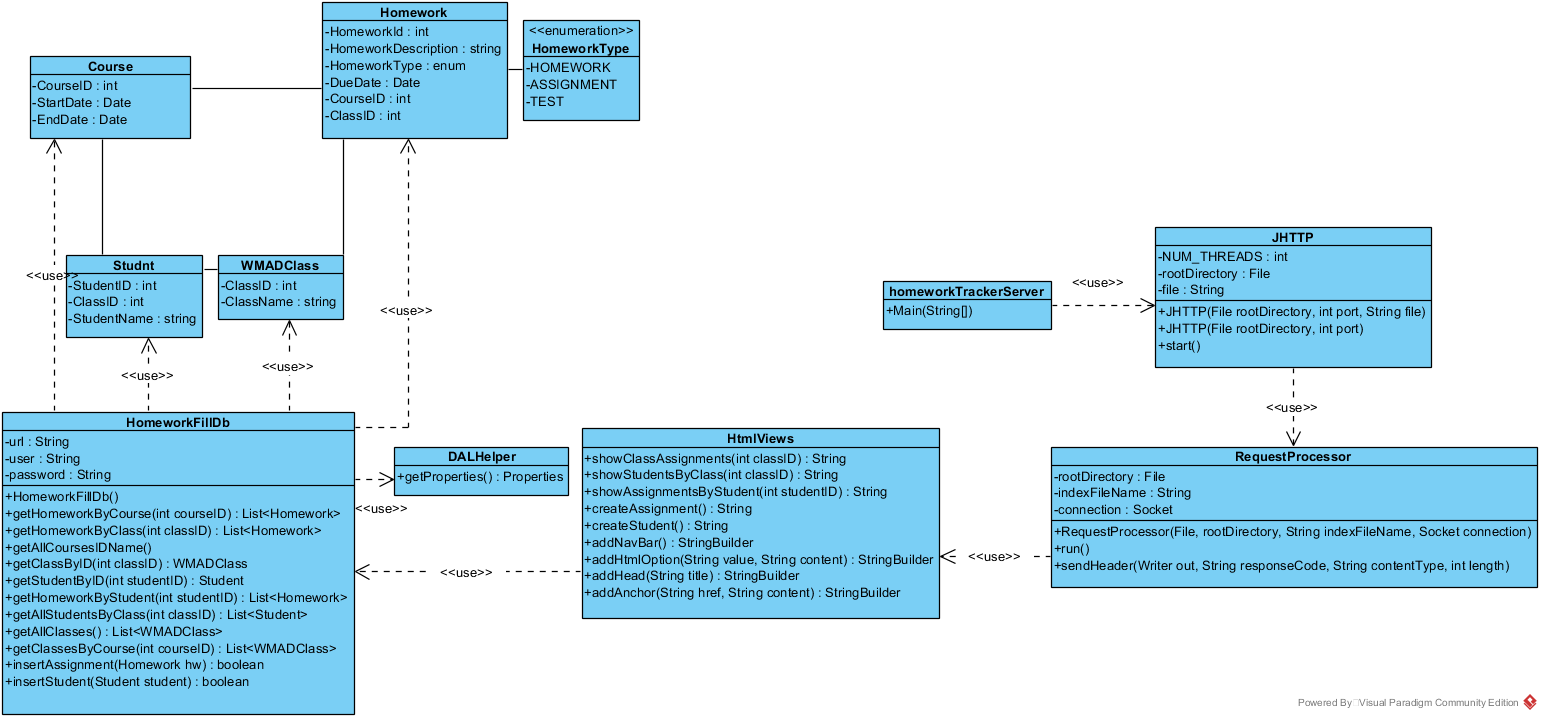 Homework
-HomeworkId : int
-HomeworkDescription : string
-HomeworkType : enum
-DueDate : Date
-CourseID : int
-ClassID : int
<<enumeration>>
HomeworkType
-HOMEWORK
-ASSIGNMENT
-TEST
Course
-CourseID : int
-StartDate : Date
-EndDate : Date
<<use>>
Studnt
-StudentID : int
-ClassID : int
-StudentName : string
WMADClass
-ClassID : int
-ClassName : string
<<use>>
<<use>>
<<use>>
homeworkTrackerServer
+Main(String[])
<<use>>
JHTTP
-NUM_THREADS : int
-rootDirectory : File
-file : String
+JHTTP(File rootDirectory, int port, String file)
+JHTTP(File rootDirectory, int port)
+start()
<<use>>
HomeworkFillDb
-url : String
-user : String
-password : String
+HomeworkFillDb()
+getHomeworkByCourse(int courseID) : List<Homework>
+getHomeworkByClass(int classID) : List<Homework>
+getAllCoursesIDName()
+getClassByID(int classID) : WMADClass
+getStudentByID(int studentID) : Student
+getHomeworkByStudent(int studentID) : List<Homework>
+getAllStudentsByClass(int classID) : List<Student>
+getAllClasses() : List<WMADClass>
+getClassesByCourse(int courseID) : List<WMADClass>
+insertAssignment(Homework hw) : boolean
+insertStudent(Student student) : boolean
DALHelper
+getProperties() : Properties
<<use>>
<<use>>
HtmlViews
+showClassAssignments(int classID) : String
+showStudentsByClass(int classID) : String
+showAssignmentsByStudent(int studentID) : String
+createAssignment() : String
+createStudent() : String
+addNavBar() : StringBuilder
+addHtmlOption(String value, String content) : StringBuilder
+addHead(String title) : StringBuilder
+addAnchor(String href, String content) : StringBuilder
<<use>>
RequestProcessor
-rootDirectory : File
-indexFileName : String
-connection : Socket
+RequestProcessor(File, rootDirectory, String indexFileName, Socket connection)
+run()
+sendHeader(Writer out, String responseCode, String contentType, int length)
Powered By Visual Paradigm Community Edition